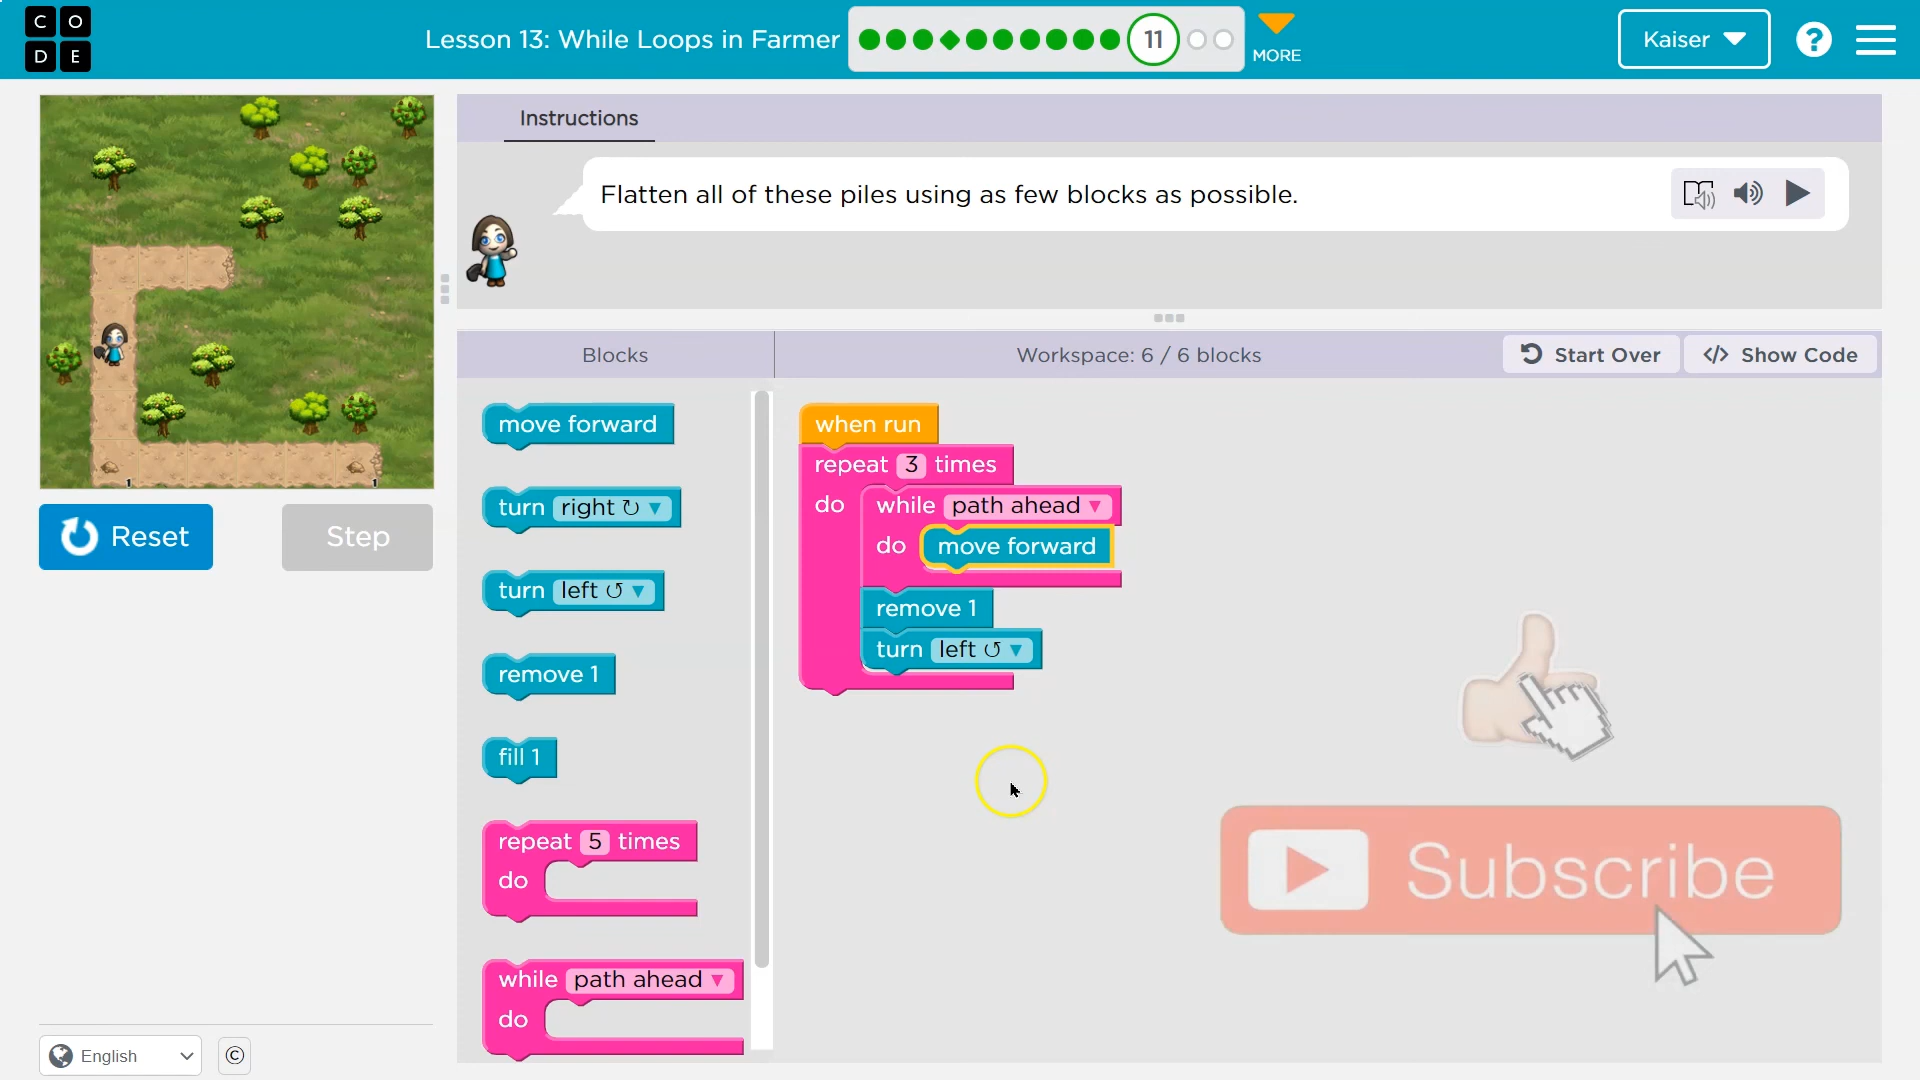 C O
D E
Lesson 13: While Loops in Farmer
11
MORE
Kaiser
?
Instructions
Flatten all of these piles using as few blocks as possible.
1
1
Reset
Step
Blocks
Workspace: 6 / 6 blocks
Start Over
</> Show Code
move forward
turn right ↻ ▼
turn left ↺ ▼
remove 1
fill 1
repeat 5 times
do
while path ahead ▼
do
when run
repeat 3 times
do while path ahead ▼
do move forward
remove 1
turn left ↺ ▼
Subscribe
English
©